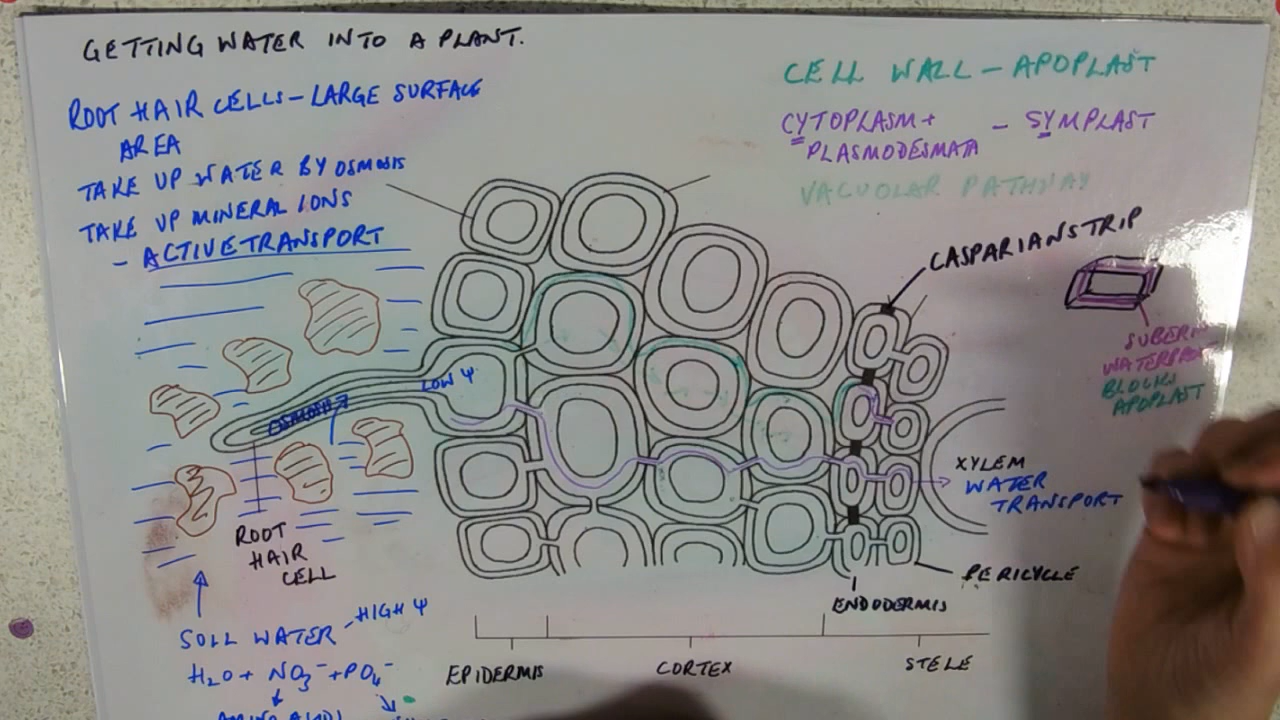 GETTING WATER INTO A PLANT.
ROOT HAIR CELLS - LARGE SURFACE
AREA
TAKE UP WATER BY OSMOSIS
TAKE UP MINERAL IONS
- ACTIVE TRANSPORT
CELL WALL - APOPLAST
CYTOPLASM + - SYMPLAST
PLASMODESMATA
VACUOLAR PATHWAY
CASPARIAN STRIP
SUBERIN
WATERPROOF
BLOCKS
APOPLAST
LOW Ψ
OSMOSIS
XYLEM
WATER
TRANSPORT
ROOT
HAIR
CELL
PERICYCLE
ENDODERMIS
SOIL WATER - HIGH Ψ
H₂O + NO₃⁻ + PO₄⁻
EPIDERMIS
CORTEX
STELE
AMINO ACIDS